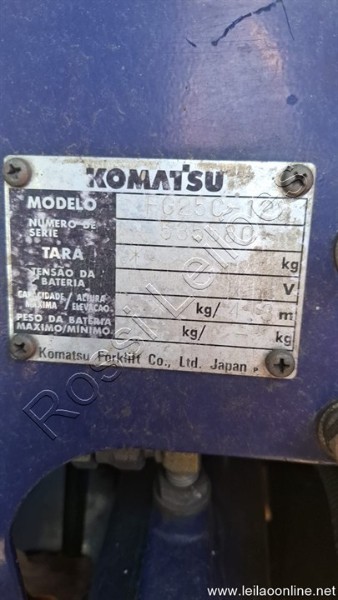 KOMATSU
MODELO
NUMERO DE
SERIE
TARA kg
TENSÃO DA
BATERIA V
CAPACIDADE / ALTURA
MAXIMA / ELEVAÇÃO kg/ m
PESO DA BATERIA
MAXIMO/MÍNIMO kg/ kg
Komatsu Forklift Co., Ltd. Japan P
Rossi Leilões
www.leilaoonline.net